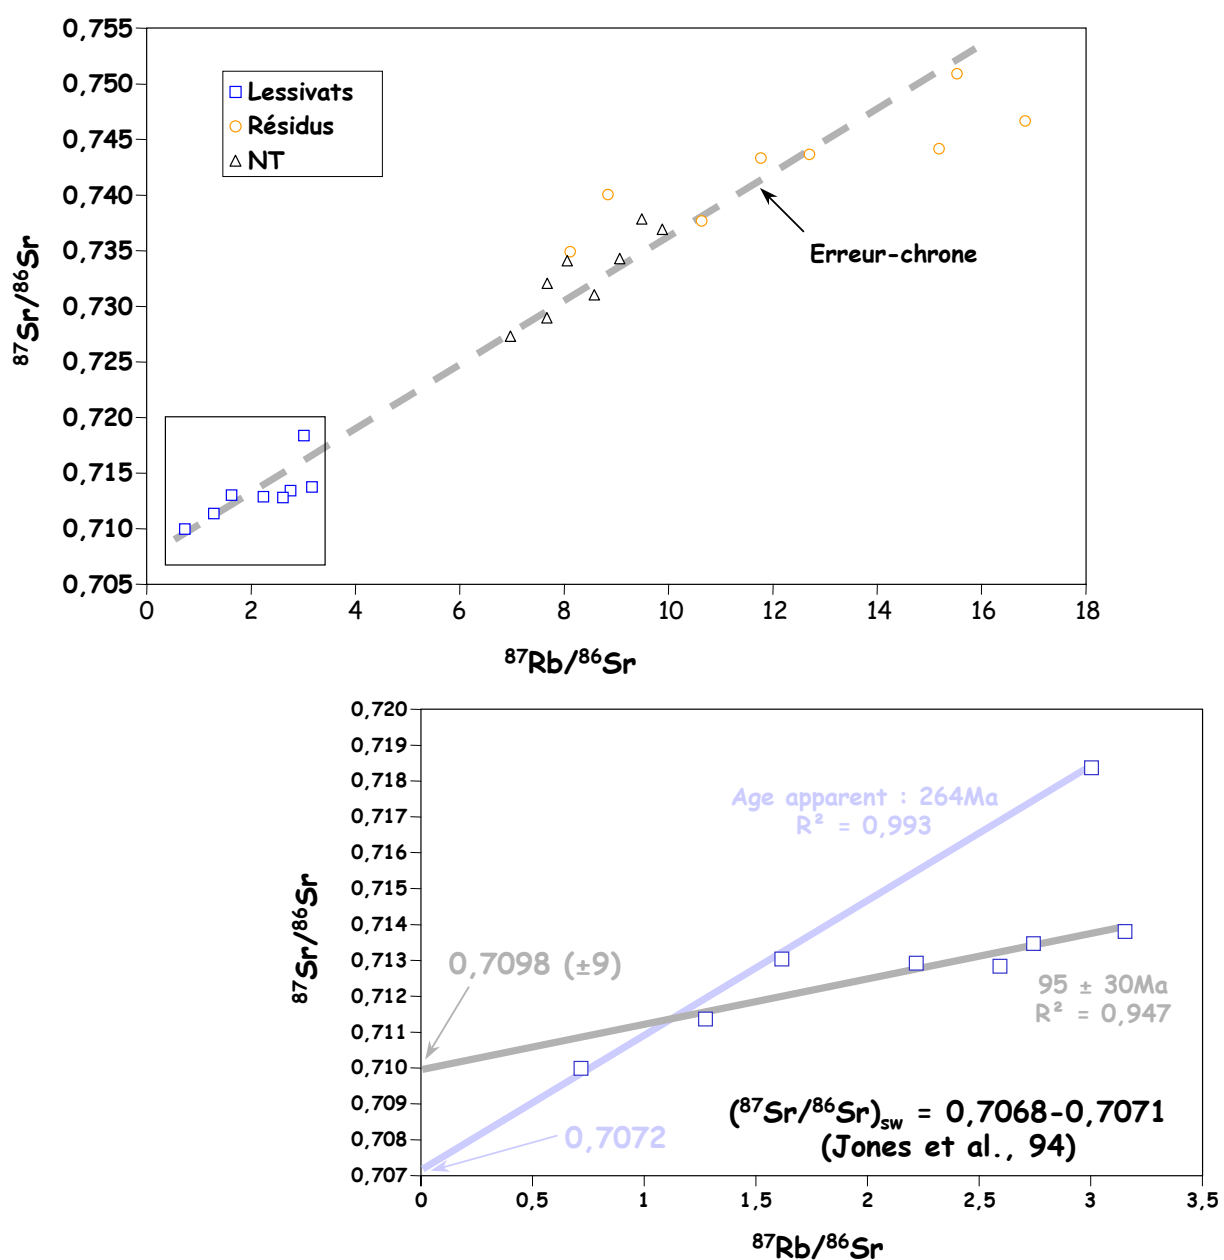 0,755
0,750
0,745
0,740
0,735
0,730
0,725
0,720
0,715
0,710
0,705
⁸⁷Sr/⁸⁶Sr
Lessivats
Résidus
NT
Erreur-chrone
0 2 4 6 8 10 12 14 16 18
⁸⁷Rb/⁸⁶Sr
0,720
0,719
0,718
0,717
0,716
0,715
0,714
0,713
0,712
0,711
0,710
0,709
0,708
0,707
⁸⁷Sr/⁸⁶Sr
Age apparent : 264Ma
R² = 0,993
0,7098 (±9)
95 ± 30Ma
R² = 0,947
(⁸⁷Sr/⁸⁶Sr)sw = 0,7068-0,7071
(Jones et al., 94)
0,7072
0 0,5 1 1,5 2 2,5 3 3,5
⁸⁷Rb/⁸⁶Sr